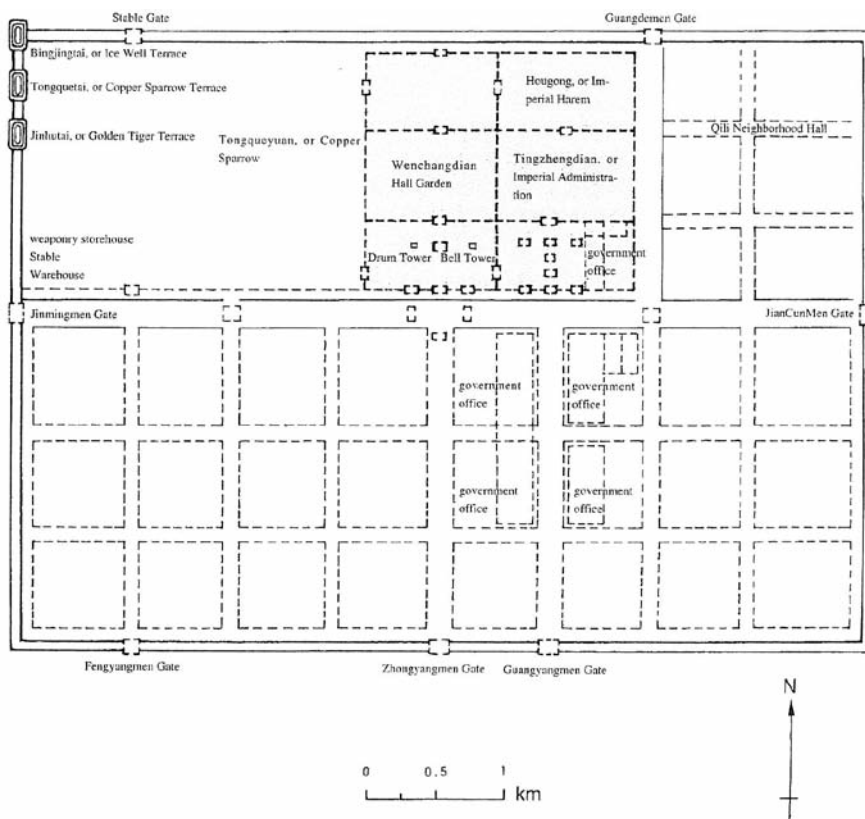 Stable Gate
Guangdemen Gate
Bingjingtai, or Ice Well Terrace
Tongquetai, or Copper Sparrow Terrace
Jinhutai, or Golden Tiger Terrace
Tongqueyuan, or Copper
Sparrow
Hougong, or Im-
perial Harem
Qili Neighborhood Hall
Wenchangdian
Hall Garden
Tingzhengdian, or
Imperial Administra-
tion
weaponry storehouse
Stable
Warehouse
Drum Tower
Bell Tower
government
office
Jinmingmen Gate
JianCunMen Gate
government
office
government
office
government
office
government
office
Fengyangmen Gate
Zhongyangmen Gate
Guangyangmen Gate
N
0
0.5
1
km